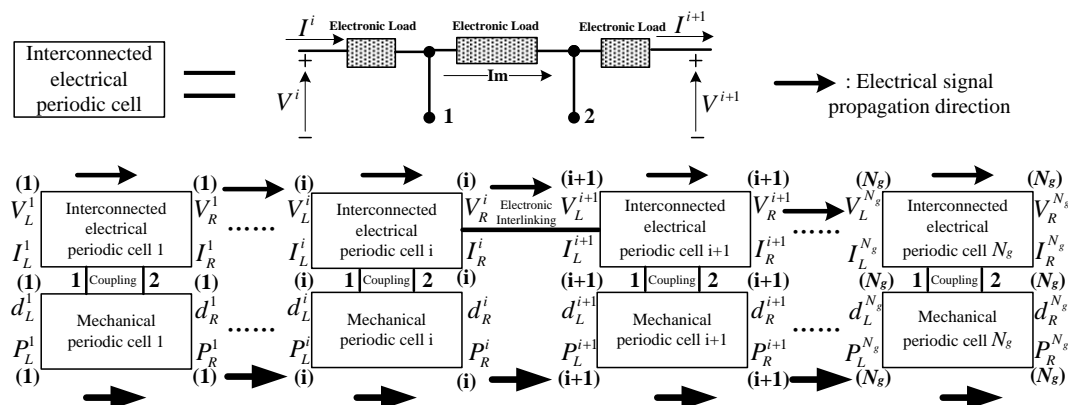 Interconnected
electrical
periodic cell
I^i Electronic Load Electronic Load Electronic Load I^{i+1}
+ V^i − Im 1 2 + V^{i+1} −
: Electrical signal
propagation direction
(1) (1) (i) (i) (i+1) (i+1) (N_g) (N_g)
V_L^1 V_R^1 V_L^i V_R^i V_L^{i+1} V_R^{i+1} V_L^{N_g} V_R^{N_g}
Interconnected
electrical
periodic cell 1
......
Interconnected
electrical
periodic cell i
Electronic
Interlinking
Interconnected
electrical
periodic cell i+1
......
Interconnected
electrical
periodic cell N_g
I_L^1 I_R^1 I_L^i I_R^i I_L^{i+1} I_R^{i+1} I_L^{N_g} I_R^{N_g}
(1) 1 Coupling 2 (1) (i) 1 Coupling 2 (i) (i+1) 1 Coupling 2 (i+1) (N_g) 1 Coupling 2 (N_g)
d_L^1 d_R^1 d_L^i d_R^i d_L^{i+1} d_R^{i+1} d_L^{N_g} d_R^{N_g}
Mechanical
periodic cell 1
......
Mechanical
periodic cell i
Mechanical
periodic cell i+1
......
Mechanical
periodic cell N_g
P_L^1 P_R^1 P_L^i P_R^i P_L^{i+1} P_R^{i+1} P_L^{N_g} P_R^{N_g}
(1) (1) (i) (i) (i+1) (i+1) (N_g) (N_g)